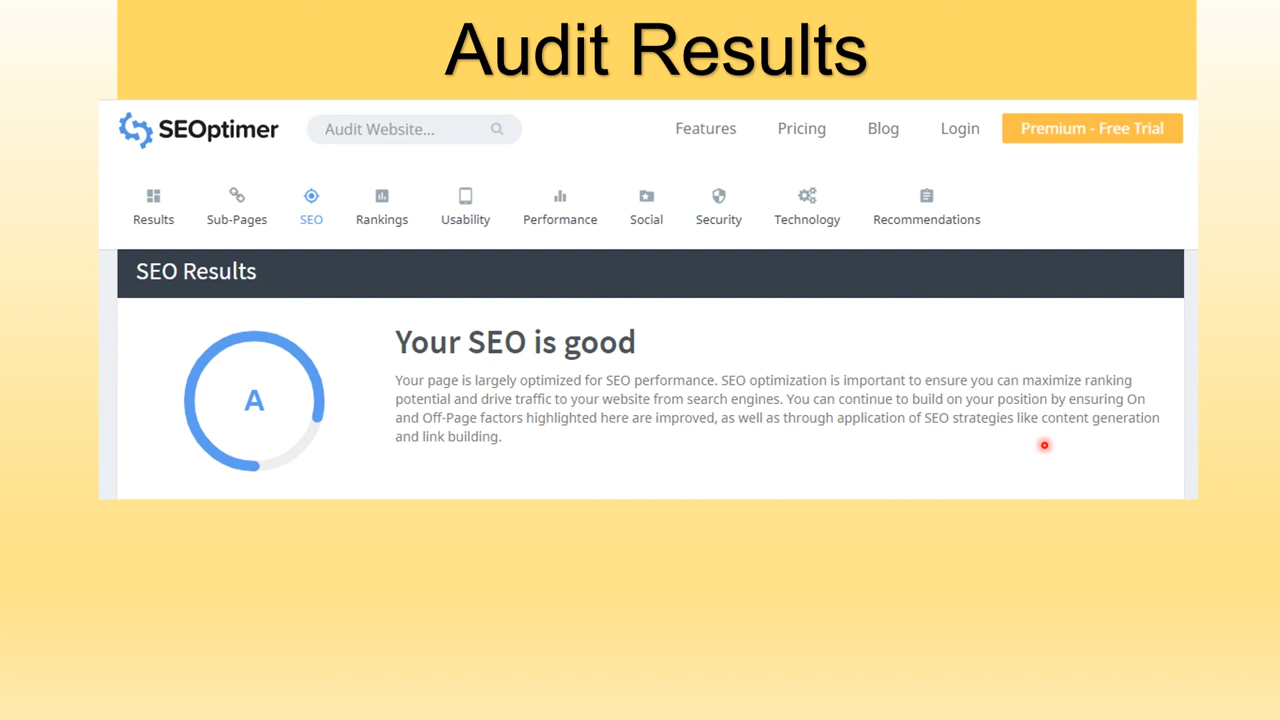 Audit Results
SEOptimer Audit Website... Features Pricing Blog Login Premium - Free Trial
Results Sub-Pages SEO Rankings Usability Performance Social Security Technology Recommendations
SEO Results
A
Your SEO is good
Your page is largely optimized for SEO performance. SEO optimization is important to ensure you can maximize ranking
potential and drive traffic to your website from search engines. You can continue to build on your position by ensuring On
and Off-Page factors highlighted here are improved, as well as through application of SEO strategies like content generation
and link building.